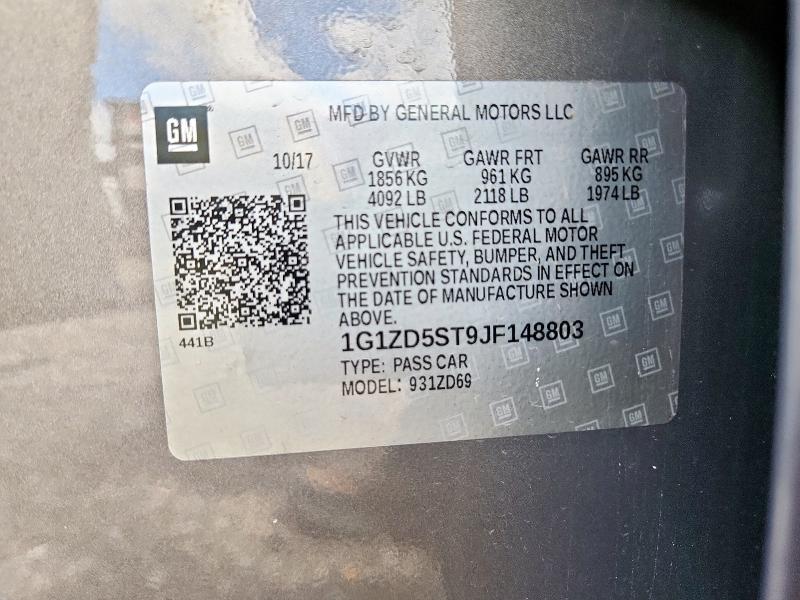 GM
MFD BY GENERAL MOTORS LLC
10/17
GVWR GAWR FRT GAWR RR
1856 KG 961 KG 895 KG
4092 LB 2118 LB 1974 LB
THIS VEHICLE CONFORMS TO ALL
APPLICABLE U.S. FEDERAL MOTOR
VEHICLE SAFETY, BUMPER, AND THEFT
PREVENTION STANDARDS IN EFFECT ON
THE DATE OF MANUFACTURE SHOWN
ABOVE.
441B
1G1ZD5ST9JF148803
TYPE: PASS CAR
MODEL: 931ZD69